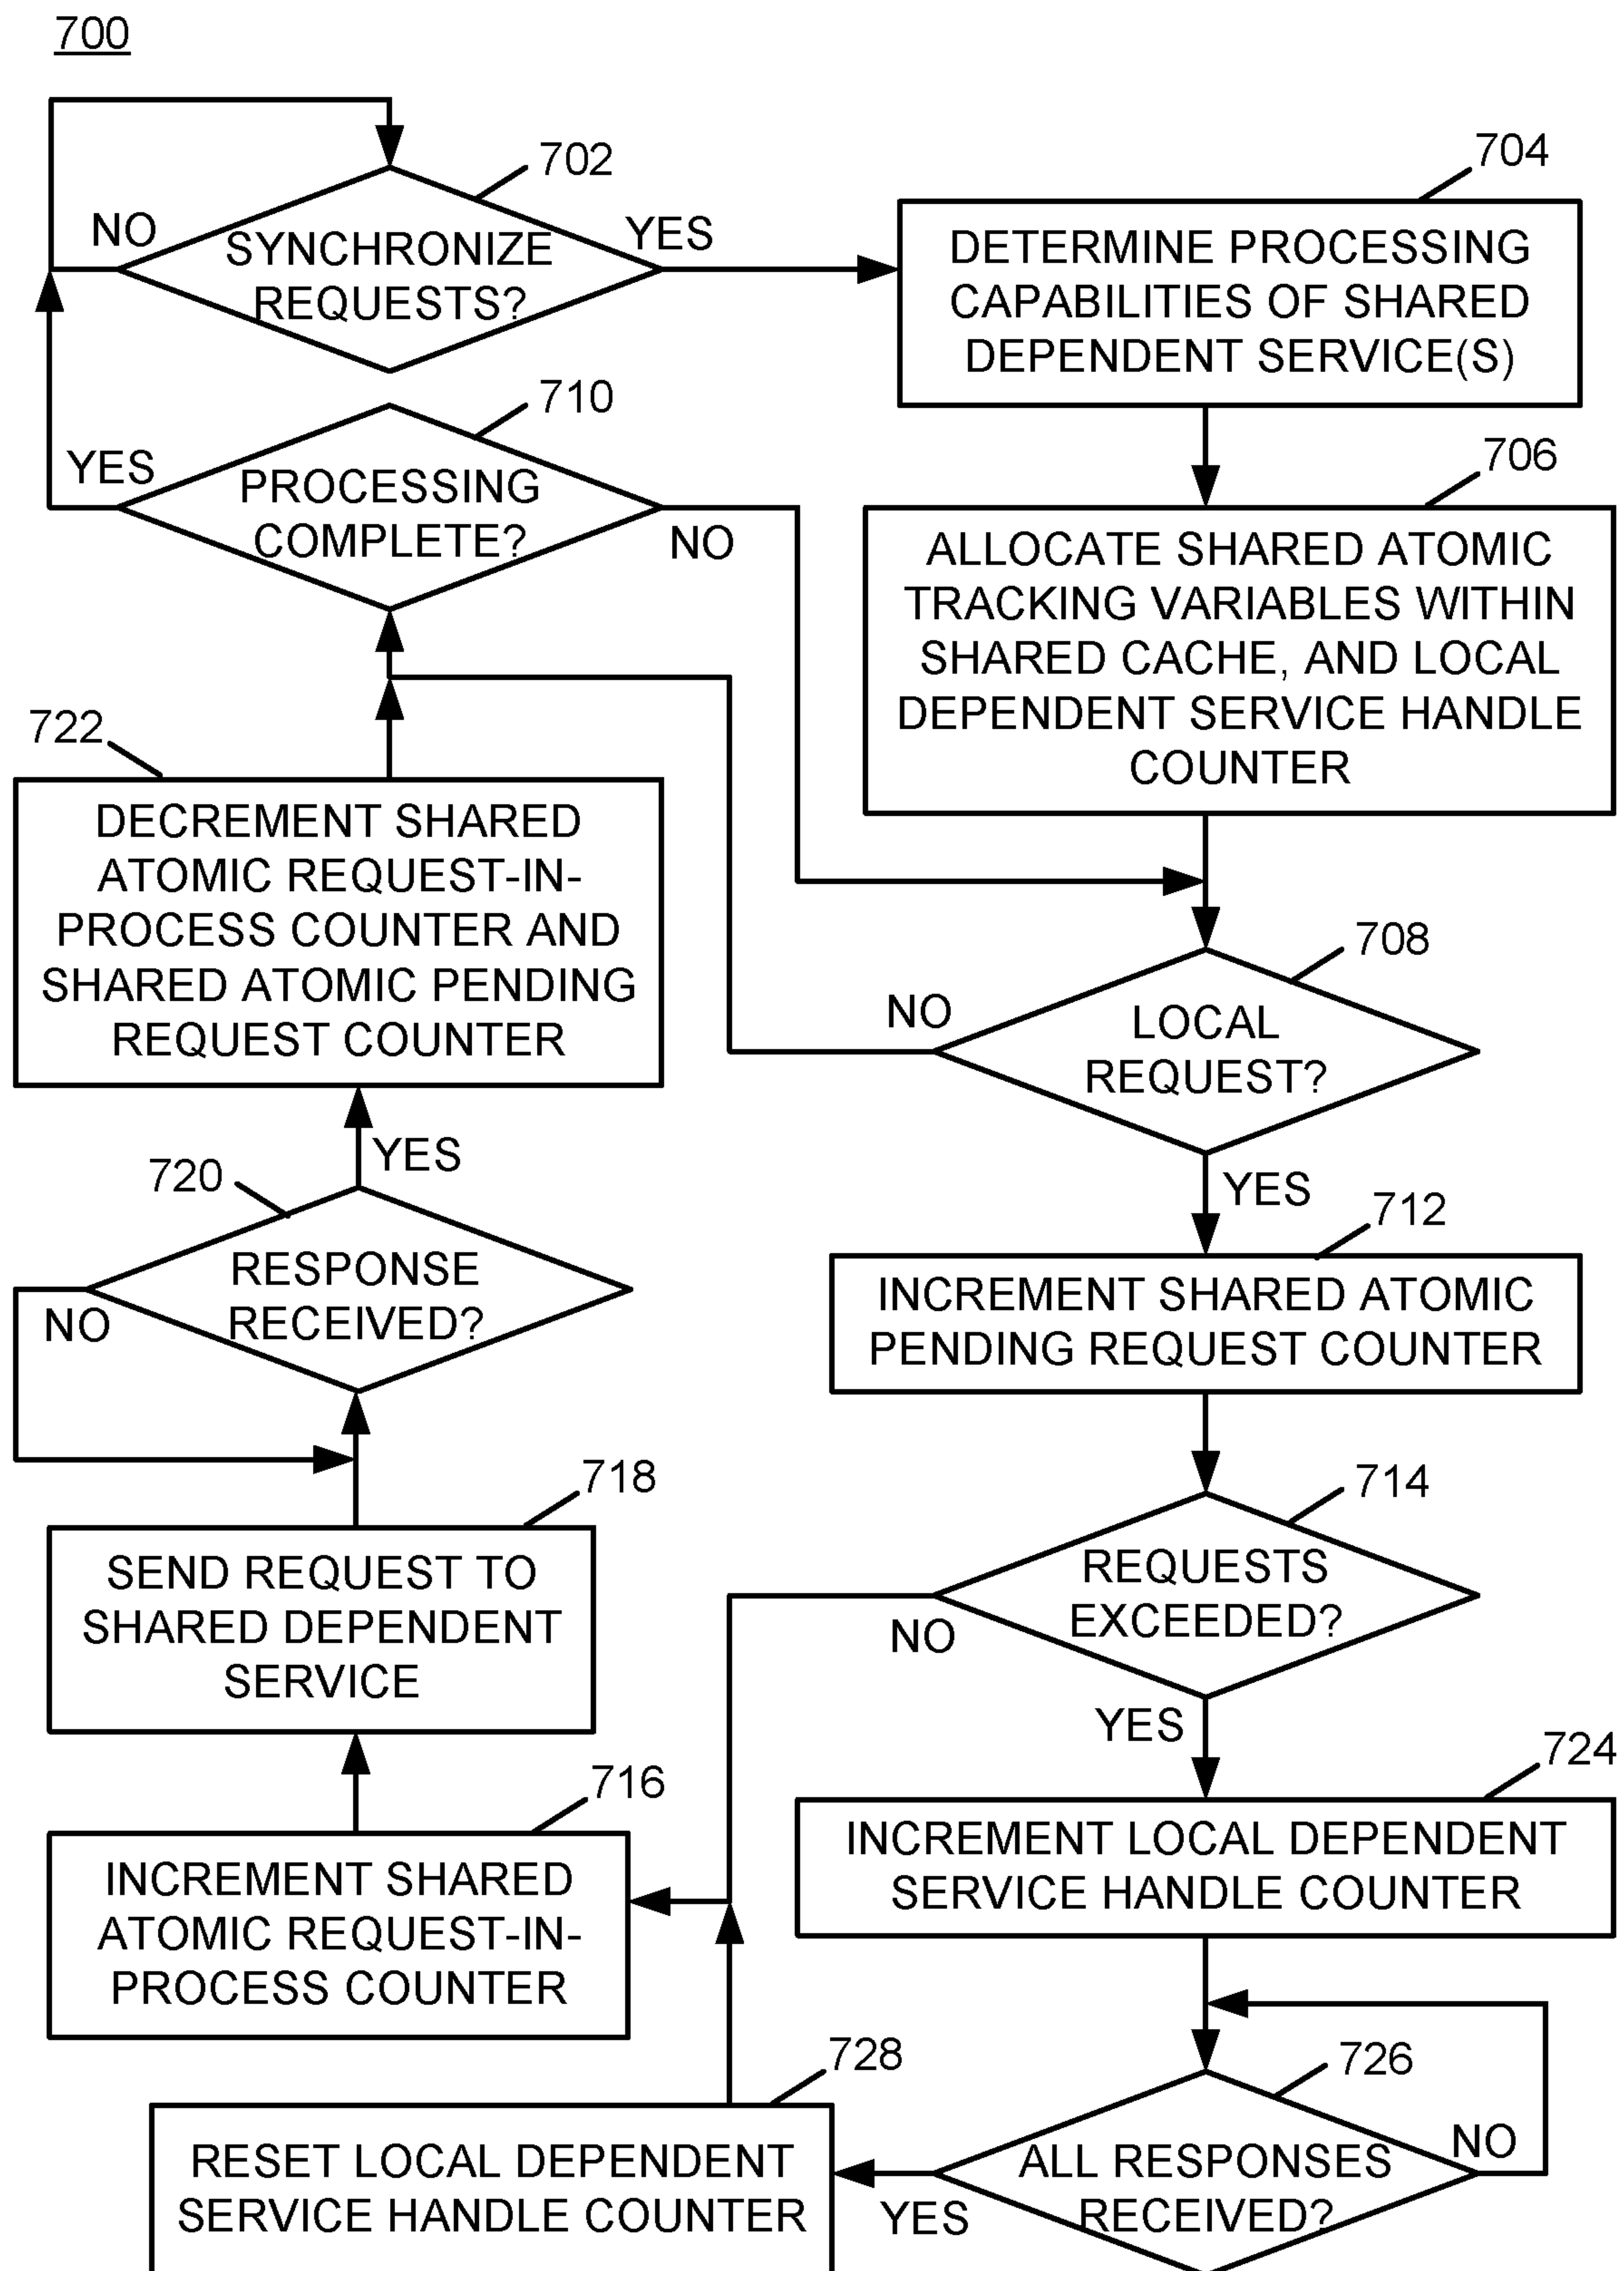 700
702
NO
SYNCHRONIZE
REQUESTS?
YES
704
DETERMINE PROCESSING
CAPABILITIES OF SHARED
DEPENDENT SERVICE(S)
710
YES
PROCESSING
COMPLETE?
NO
706
ALLOCATE SHARED ATOMIC
TRACKING VARIABLES WITHIN
SHARED CACHE, AND LOCAL
DEPENDENT SERVICE HANDLE
COUNTER
722
DECREMENT SHARED
ATOMIC REQUEST-IN-
PROCESS COUNTER AND
SHARED ATOMIC PENDING
REQUEST COUNTER
708
NO
LOCAL
REQUEST?
YES
720
YES
RESPONSE
RECEIVED?
NO
712
INCREMENT SHARED ATOMIC
PENDING REQUEST COUNTER
718
SEND REQUEST TO
SHARED DEPENDENT
SERVICE
714
REQUESTS
EXCEEDED?
NO
YES
716
INCREMENT SHARED
ATOMIC REQUEST-IN-
PROCESS COUNTER
724
INCREMENT LOCAL DEPENDENT
SERVICE HANDLE COUNTER
728
RESET LOCAL DEPENDENT
SERVICE HANDLE COUNTER
726
ALL RESPONSES
RECEIVED?
NO
YES